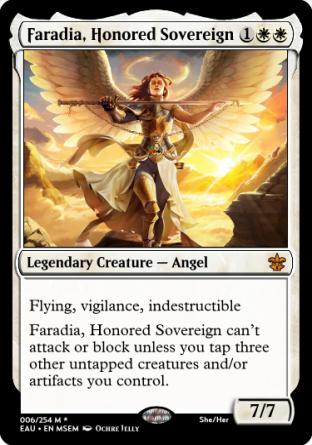 Faradia, Honored Sovereign 1
Legendary Creature — Angel
Flying, vigilance, indestructible
Faradia, Honored Sovereign can't
attack or block unless you tap three
other untapped creatures and/or
artifacts you control.
7/7
006/254 M *
She/Her
EAU • EN MSEM Ochre Jelly